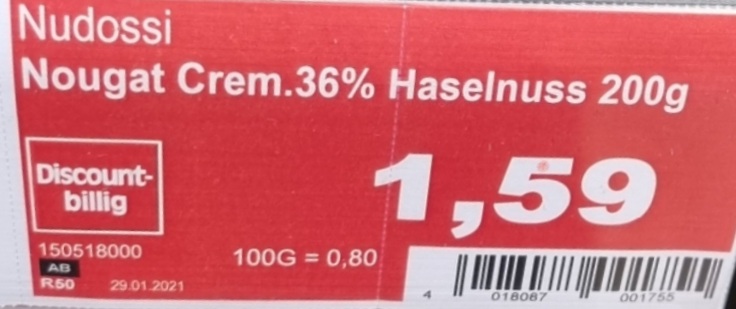 Nudossi
Nougat Crem.36% Haselnuss 200g
Discount-
billig
1,59
150518000
100G = 0,80
AB
R50 29.01.2021
4 018087 001755